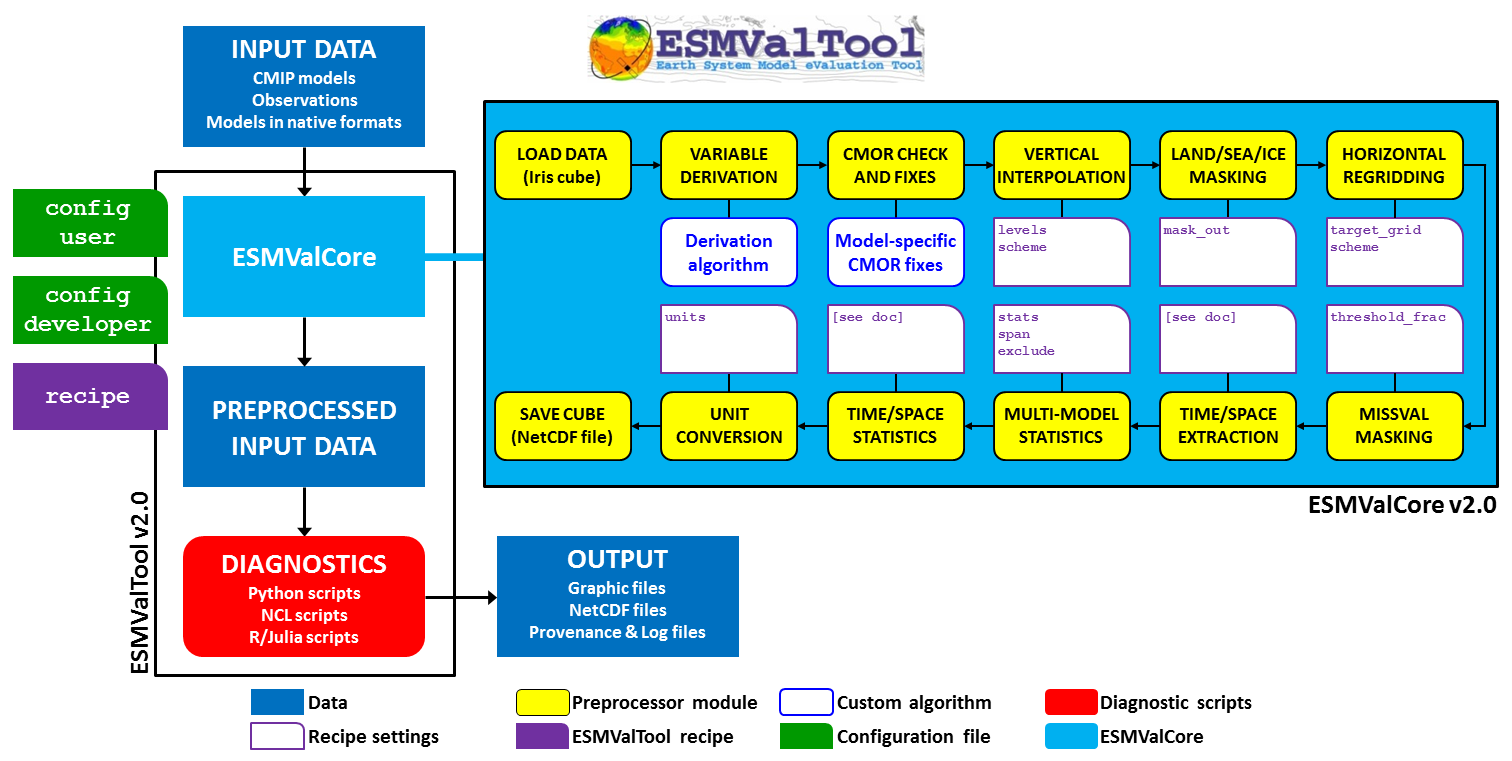 ESMValTool
Earth System Model eValuation Tool
INPUT DATA
CMIP models
Observations
Models in native formats
config
user
config
developer
recipe
ESMValCore
PREPROCESSED
INPUT DATA
DIAGNOSTICS
Python scripts
NCL scripts
R/Julia scripts
ESMValTool v2.0
OUTPUT
Graphic files
NetCDF files
Provenance & Log files
LOAD DATA
(Iris cube)
VARIABLE
DERIVATION
CMOR CHECK
AND FIXES
VERTICAL
INTERPOLATION
LAND/SEA/ICE
MASKING
HORIZONTAL
REGRIDDING
Derivation
algorithm
Model-specific
CMOR fixes
levels
scheme
mask_out
target_grid
scheme
units
[see doc]
stats
span
exclude
[see doc]
threshold_frac
SAVE CUBE
(NetCDF file)
UNIT
CONVERSION
TIME/SPACE
STATISTICS
MULTI-MODEL
STATISTICS
TIME/SPACE
EXTRACTION
MISSVAL
MASKING
ESMValCore v2.0
Data
Preprocessor module
Custom algorithm
Diagnostic scripts
Recipe settings
ESMValTool recipe
Configuration file
ESMValCore